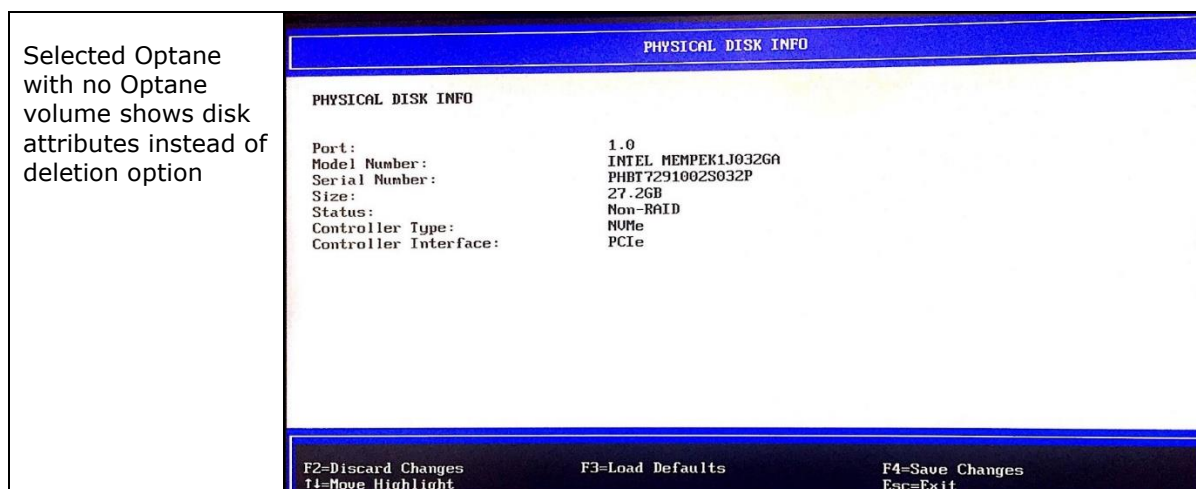 Selected Optane
with no Optane
volume shows disk
attributes instead of
deletion option
PHYSICAL DISK INFO
PHYSICAL DISK INFO
Port: 1.0
Model Number: INTEL MEMPEK1J032GA
Serial Number: PHBT7291002S032P
Size: 27.2GB
Status: Non-RAID
Controller Type: NVMe
Controller Interface: PCIe
F2=Discard Changes F3=Load Defaults F4=Save Changes
↑↓=Move Highlight Esc=Exit